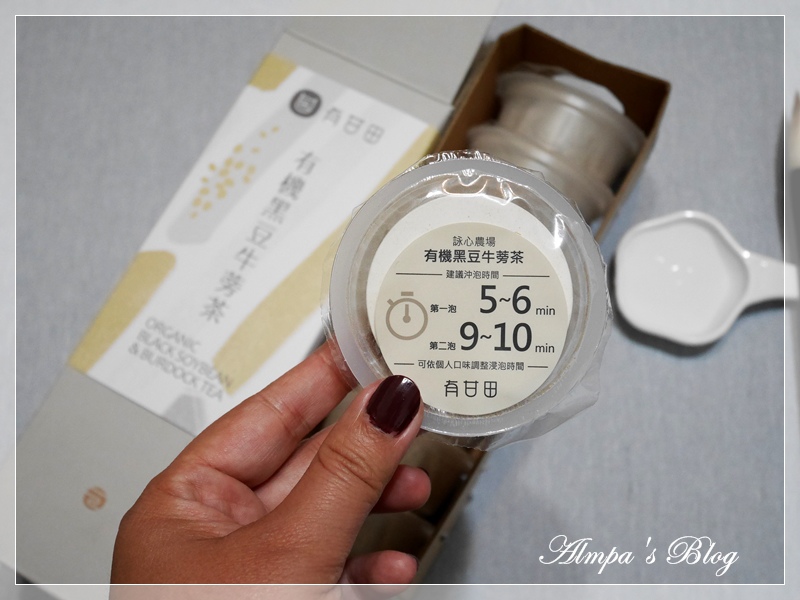 有甘田
有機黑豆牛蒡茶
ORGANIC
BLACK SOYBEAN
& BURDOCK TEA
詠心農場
有機黑豆牛蒡茶
建議沖泡時間
第一泡 5~6 min
第二泡 9~10 min
可依個人口味調整浸泡時間
有甘田
Almpa's Blog